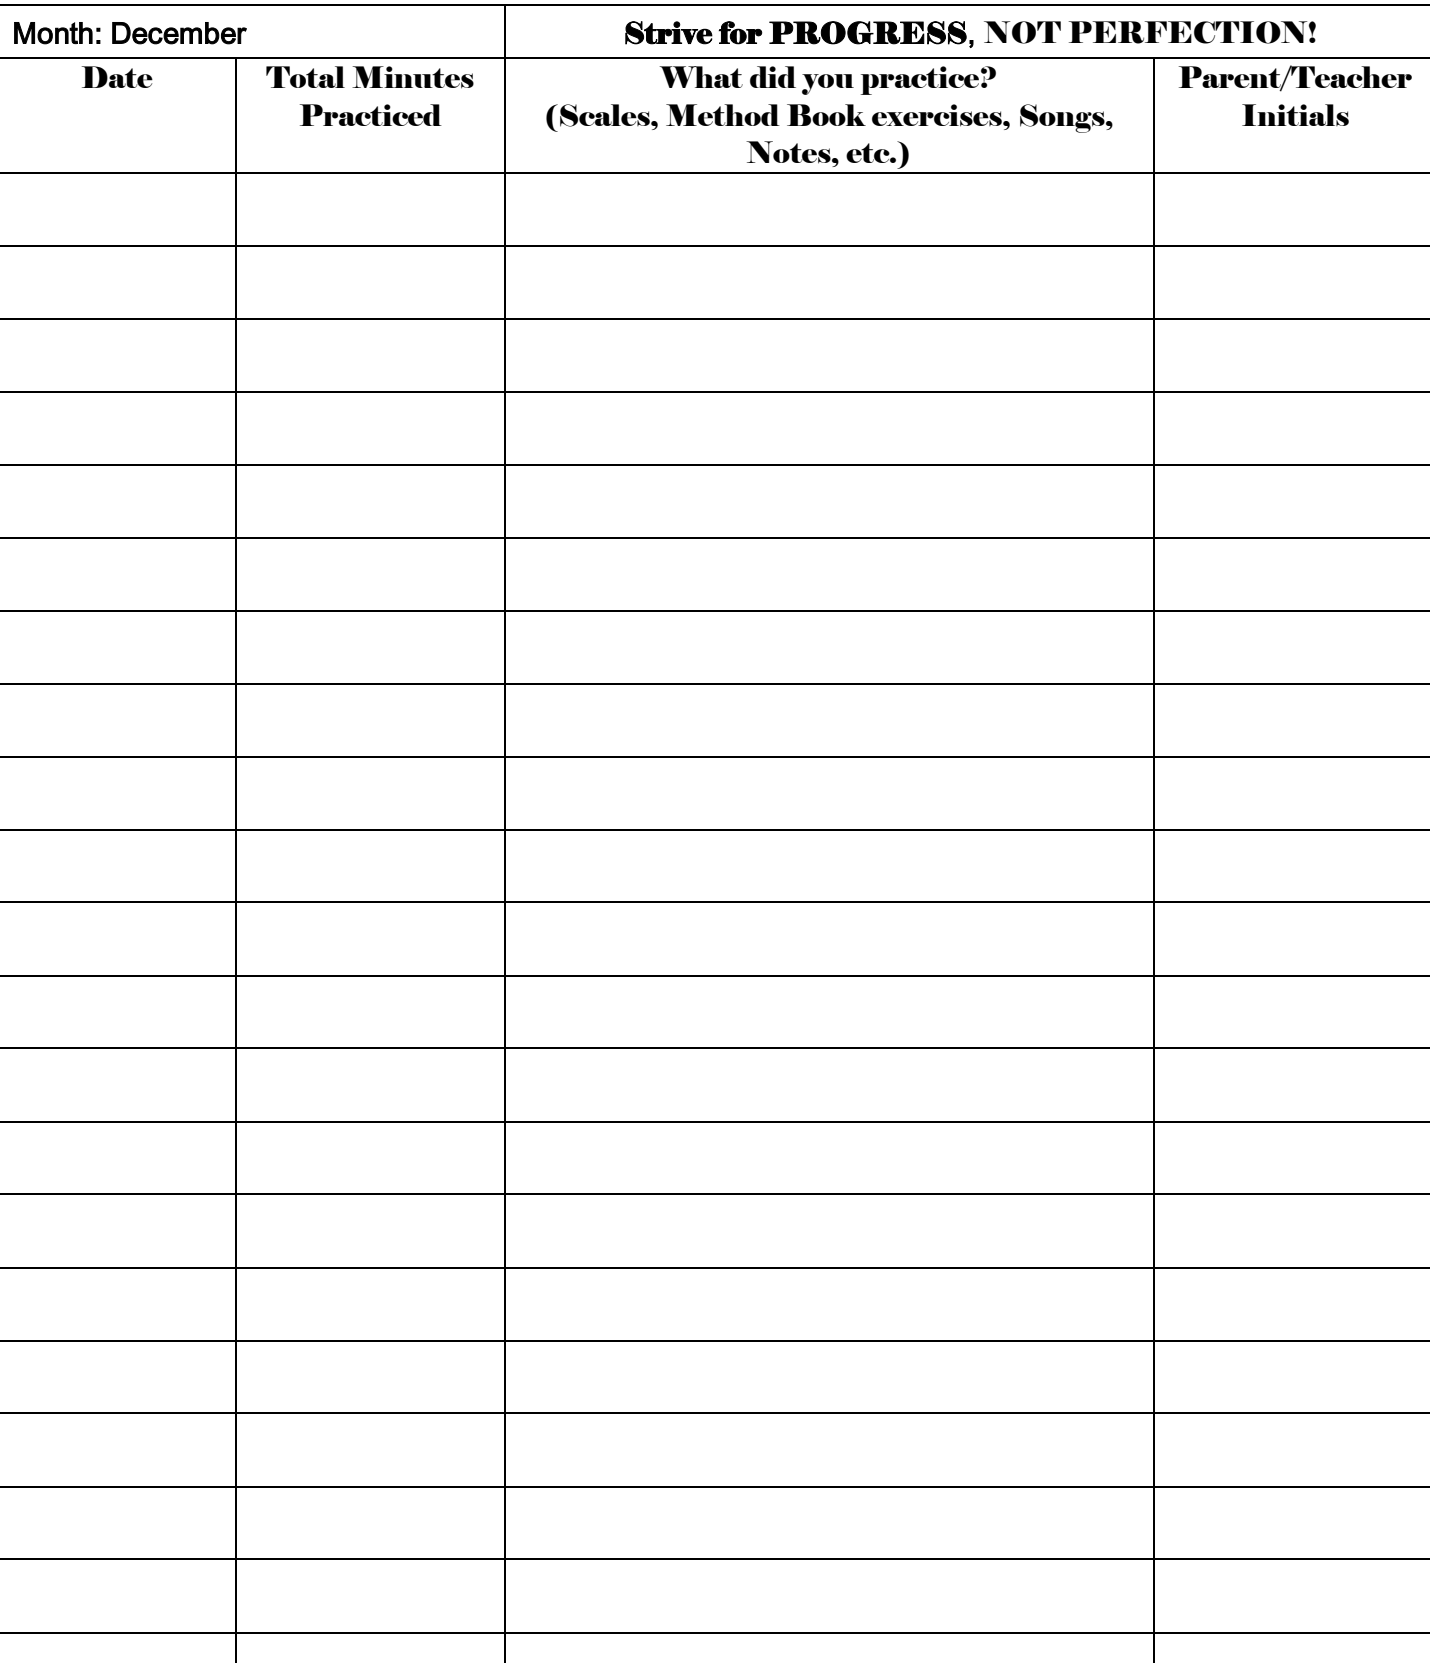 Month: December
Strive for PROGRESS, NOT PERFECTION!
Date
Total Minutes
Practiced
What did you practice?
(Scales, Method Book exercises, Songs,
Notes, etc.)
Parent/Teacher
Initials